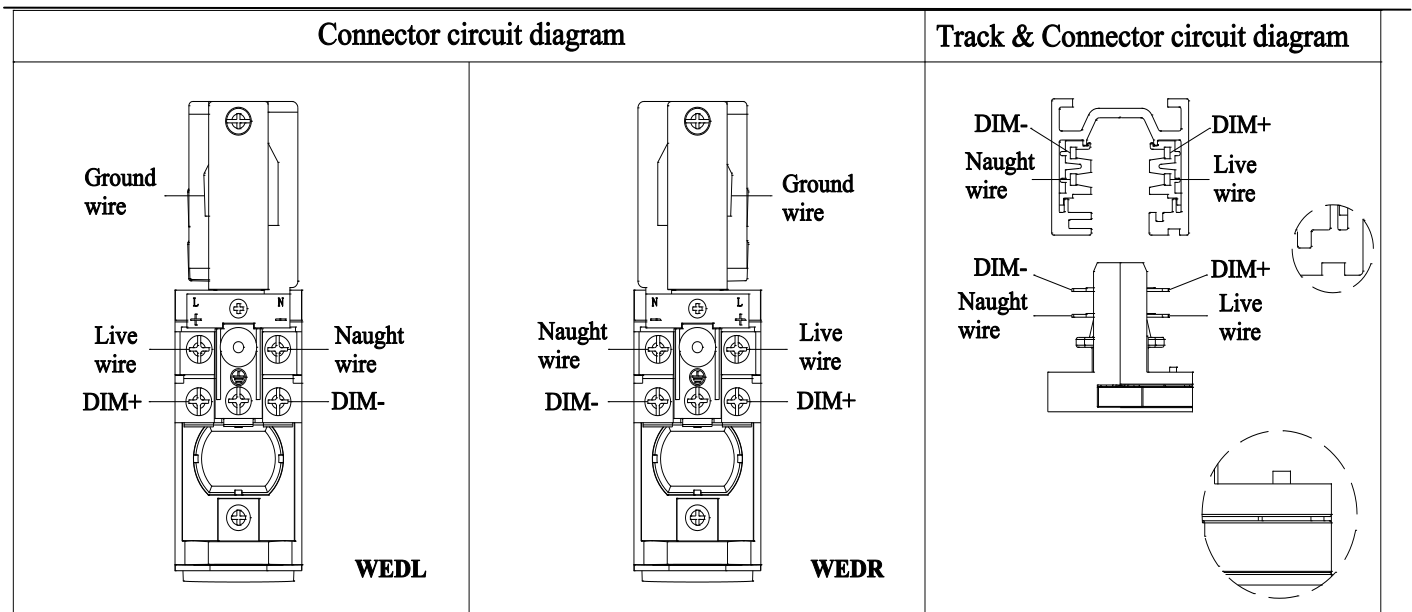 Connector circuit diagram
Track & Connector circuit diagram
Ground
wire
L
N
+
−
Live
wire
Naught
wire
DIM+
DIM-
WEDL
Ground
wire
N
L
−
+
Naught
wire
Live
wire
DIM-
DIM+
WEDR
DIM-
DIM+
Naught
wire
Live
wire
DIM-
DIM+
Naught
wire
Live
wire